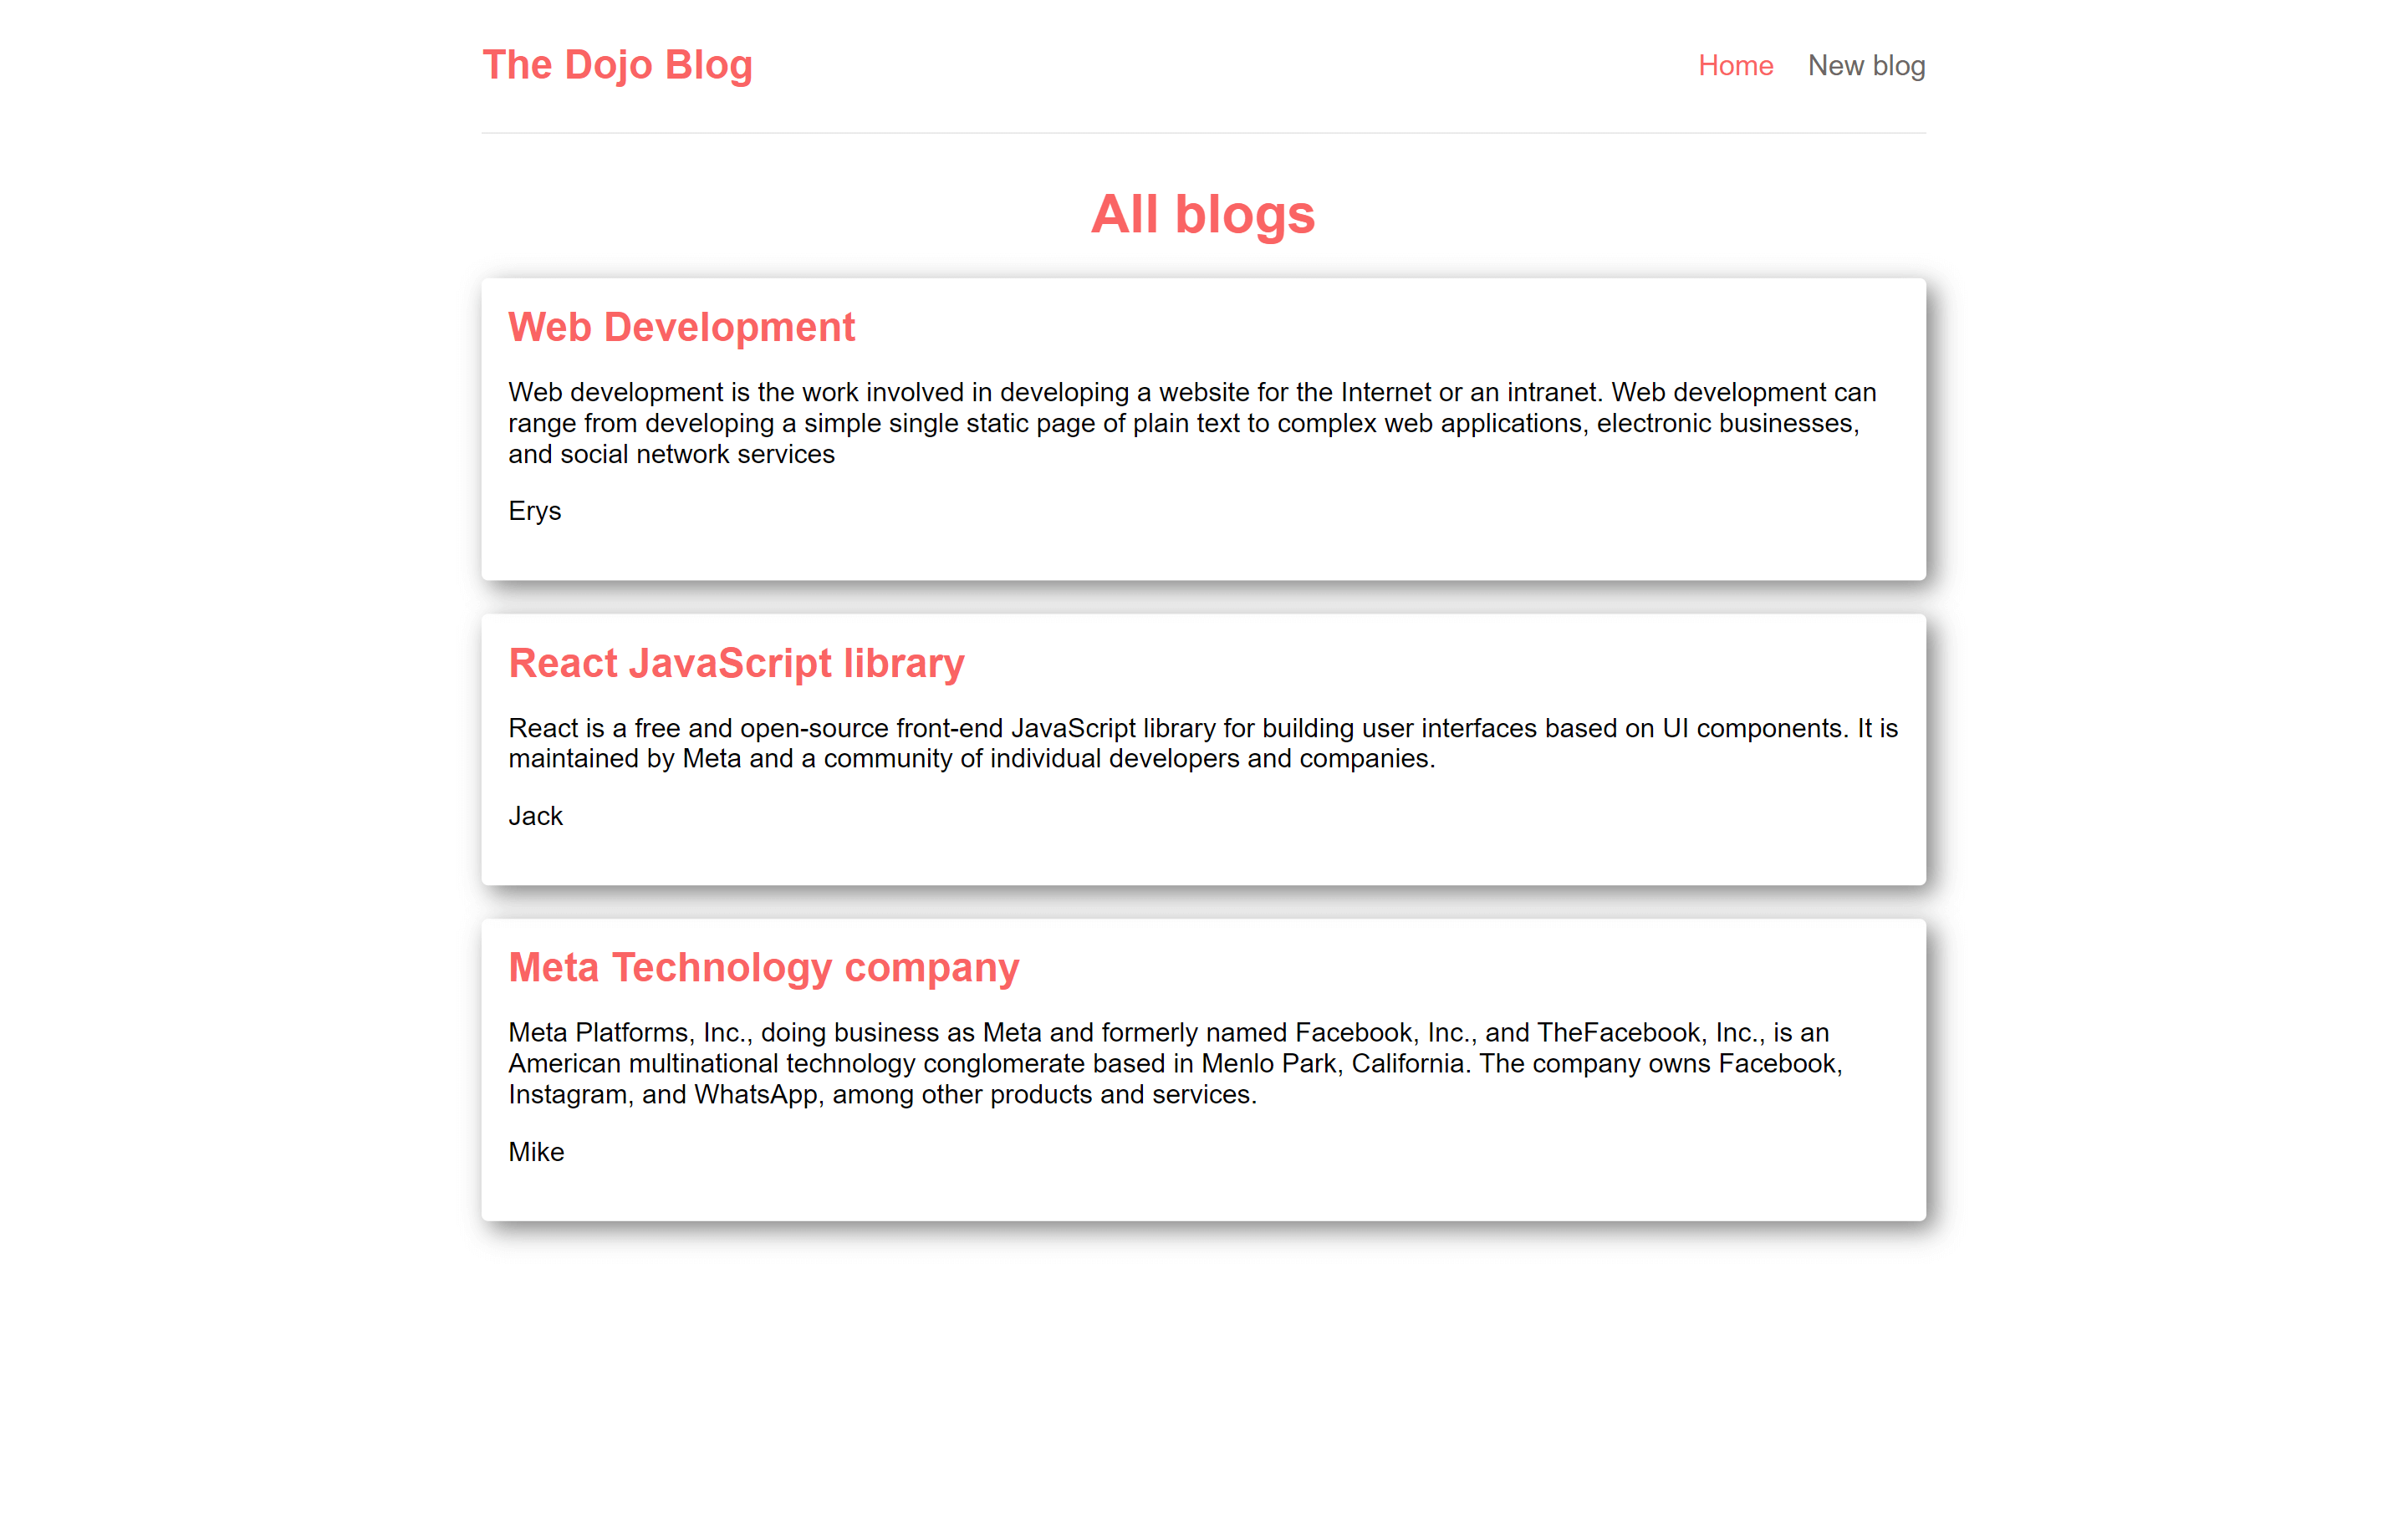 The Dojo Blog
Home New blog
All blogs
Web Development
Web development is the work involved in developing a website for the Internet or an intranet. Web development can
range from developing a simple single static page of plain text to complex web applications, electronic businesses,
and social network services
Erys
React JavaScript library
React is a free and open-source front-end JavaScript library for building user interfaces based on UI components. It is
maintained by Meta and a community of individual developers and companies.
Jack
Meta Technology company
Meta Platforms, Inc., doing business as Meta and formerly named Facebook, Inc., and TheFacebook, Inc., is an
American multinational technology conglomerate based in Menlo Park, California. The company owns Facebook,
Instagram, and WhatsApp, among other products and services.
Mike